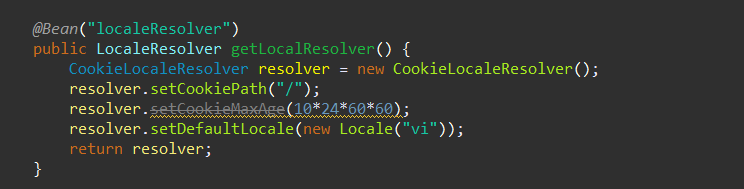 @Bean("localeResolver")
public LocaleResolver getLocalResolver() {
    CookieLocaleResolver resolver = new CookieLocaleResolver();
    resolver.setCookiePath("/");
    resolver.setCookieMaxAge(10*24*60*60);
    resolver.setDefaultLocale(new Locale("vi"));
    return resolver;
}